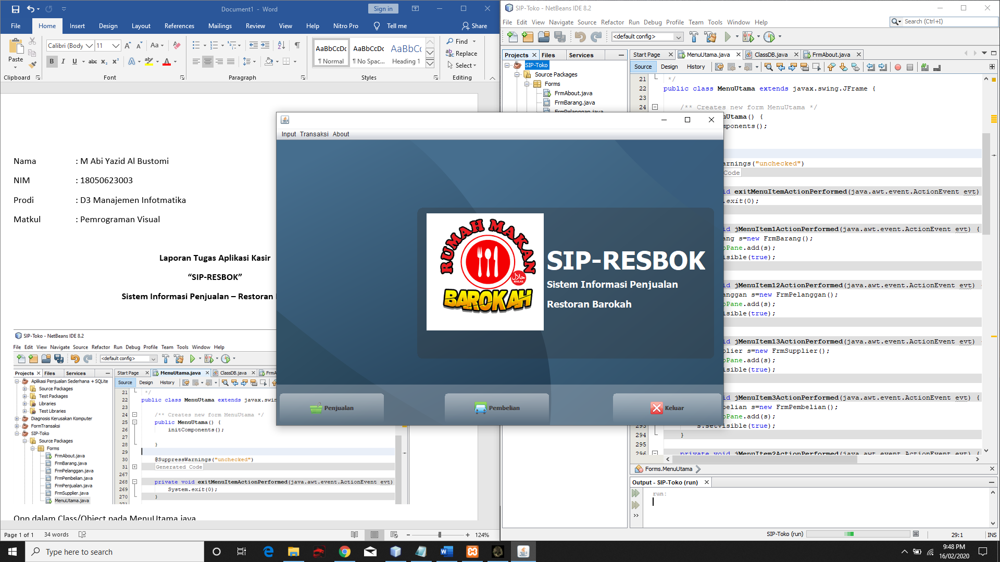 Document1 - Word
Sign in
File Home Insert Design Layout References Mailings Review View Help Nitro Pro Tell me Share
Paste
Calibri (Body 11
Aa
B I U abc x₂ x²
AaBbCcDc AaBbCcDc AaBbCc
¶ Normal ¶ No Spac... Heading 1
Find
Replace
Select
Clipboard Font Paragraph Styles Editing
Nama : M Abi Yazid Al Bustomi
NIM : 18050623003
Prodi : D3 Manajemen Infotmatika
Matkul : Pemrograman Visual
Laporan Tugas Aplikasi Kasir
“SIP-RESBOK”
Sistem Informasi Penjualan – Restoran
SIP-Toko - NetBeans IDE 8.2
File Edit View Navigate Source Refactor Run Debug Profile Team Tools Window Help
<default config>
Projects Files Services
Start Page MenuUtama.java ClassDB.java
Source Design History
Aplikasi Penjualan Sederhana + SQLite
Source Packages
Test Packages
Libraries
Test Libraries
Diagnosis Kerusakan Komputer
FormTransaksi
SIP-Toko
Source Packages
Forms
FrmAbout.java
FrmBarang.java
FrmPelanggan.java
FrmPembelian.java
FrmPenjualan.java
FrmSupplier.java
MenuUtama.java
21 */
22 public class MenuUtama extends javax.swin
23
24 /** Creates new form MenuUtama */
25 public MenuUtama() {
26 initComponents();
27
28 }
29
30 @SuppressWarnings("unchecked")
31 Generated Code
267
268 private void exitMenuItemActionPerformed(java.awt.event.ActionEvent evt)
269 System.exit(0);
270 }
Opp dalam Class/Object pada MenuUtama.java
Page 1 of 1 34 words 124%
Input Transaksi About
RUMAH MAKAN
حلال
HALAL
BAROKAH
SIP-RESBOK
Sistem Informasi Penjualan
Restoran Barokah
Penjualan Pembelian Keluar
SIP-Toko - NetBeans IDE 8.2
File Edit View Navigate Source Refactor Run Debug Profile Team Tools Window Help
Search (Ctrl+I)
<default config>
Projects Files Services
SIP-Toko
Source Packages
Forms
FrmAbout.java
FrmBarang.java
FrmPelanggan.java
Start Page MenuUtama.java ClassDB.java FrmAbout.java
Source Design History
21 */
22 public class MenuUtama extends javax.swing.JFrame {
23
24 /** Creates new form MenuUtama */
uUtama() {
mponents();
arnings("unchecked")
Code
id exitMenuItemActionPerformed(java.awt.event.ActionEvent evt)
.exit(0);
id jMenuItem1ActionPerformed(java.awt.event.ActionEvent evt) {
ang s=new FrmBarang();
oPane.add(s);
isible(true);
id jMenuItem12ActionPerformed(java.awt.event.ActionEvent evt)
anggan s=new FrmPelanggan();
oPane.add(s);
isible(true);
id jMenuItem13ActionPerformed(java.awt.event.ActionEvent evt)
plier s=new FrmSupplier();
oPane.add(s);
isible(true);
id jMenuItem3ActionPerformed(java.awt.event.ActionEvent evt) {
belian s=new FrmPembelian();
oPane.add(s);
293 s.setVisible(true);
294 }
295
296 private void jMenuItem2ActionPerformed(java.awt.event.ActionEvent evt) {
Forms.MenuUtama
Output - SIP-Toko (run)
run:
SIP-Toko (run) 29:1 INS
Type here to search
9:48 PM
16/02/2020